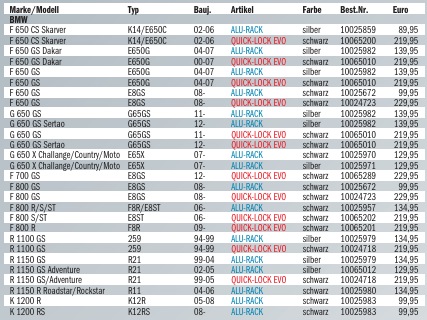 Marke/Modell Typ Bauj. Artikel Farbe Best.Nr. Euro
BMW
F 650 CS Skarver K14/E650C 02-06 ALU-RACK silber 10025859 89,95
F 650 CS Skarver K14/E650C 02-06 QUICK-LOCK EVO schwarz 10065200 219,95
F 650 GS Dakar E650G 04-07 ALU-RACK silber 10025982 139,95
F 650 GS Dakar E650G 00-07 QUICK-LOCK EVO schwarz 10065010 219,95
F 650 GS E650G 04-07 ALU-RACK silber 10025982 139,95
F 650 GS E650G 04-07 QUICK-LOCK EVO schwarz 10065010 219,95
F 650 GS E8GS 08- ALU-RACK schwarz 10025672 99,95
F 650 GS E8GS 08- QUICK-LOCK EVO schwarz 10024723 229,95
G 650 GS G65GS 11- ALU-RACK silber 10025982 139,95
G 650 GS Sertao G65GS 12- ALU-RACK silber 10025982 139,95
G 650 GS G65GS 11- QUICK-LOCK EVO schwarz 10065010 219,95
G 650 GS Sertao G65GS 12- QUICK-LOCK EVO schwarz 10065010 219,95
G 650 X Challange/Country/Moto E65X 07- ALU-RACK schwarz 10025970 129,95
G 650 X Challange/Country/Moto E65X 07- ALU-RACK silber 10025971 129,95
F 700 GS E8GS 12- QUICK-LOCK EVO schwarz 10065289 229,95
F 800 GS E8GS 08- ALU-RACK schwarz 10025672 99,95
F 800 GS E8GS 08- QUICK-LOCK EVO schwarz 10024723 229,95
F 800 R/S/ST F8R/E8ST 06- ALU-RACK schwarz 10025957 134,95
F 800 S/ST E8ST 06- QUICK-LOCK EVO schwarz 10065202 219,95
F 800 R F8R 09- QUICK-LOCK EVO schwarz 10065201 219,95
R 1100 GS 259 94-99 ALU-RACK silber 10025979 134,95
R 1100 GS 259 94-99 QUICK-LOCK EVO schwarz 10024718 219,95
R 1150 GS R21 99-04 ALU-RACK silber 10025979 134,95
R 1150 GS Adventure R21 02-05 ALU-RACK silber 10065012 129,95
R 1150 GS/Adventure R21 99-05 QUICK-LOCK EVO schwarz 10024718 219,95
R 1150 R Roadstar/Rockstar R11 04-06 ALU-RACK schwarz 10025980 134,95
K 1200 R K12R 05-08 ALU-RACK schwarz 10025983 99,95
K 1200 RS K12RS 08- ALU-RACK schwarz 10025983 99,95